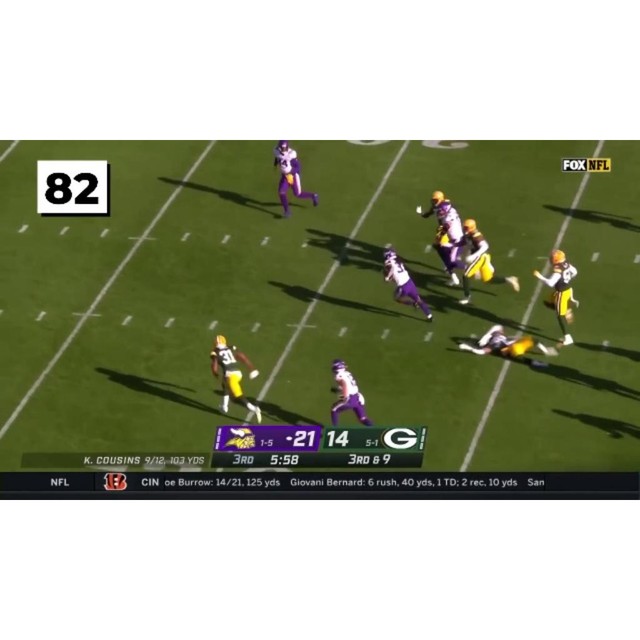 82
FOX NFL
31
1-5 -21 14 5-1 G
K. COUSINS 9/12, 103 YDS 3RD 5:58 3RD & 9
NFL CIN oe Burrow: 14/21, 125 yds Giovani Bernard: 6 rush, 40 yds, 1 TD; 2 rec, 10 yds San